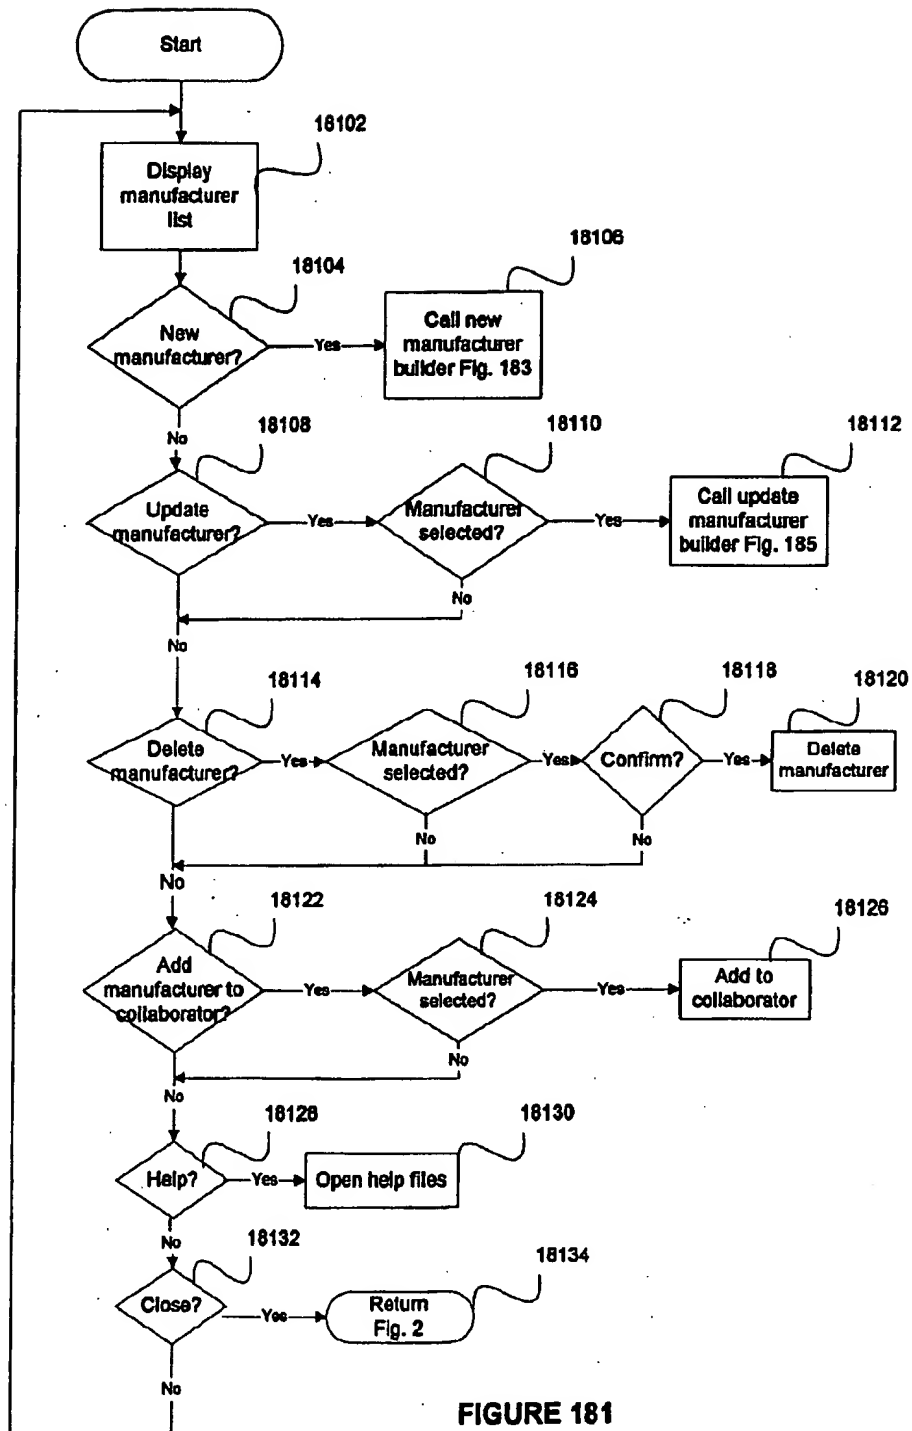 Start
18102
Display
manufacturer
list
18104
18106
New
manufacturer?
Yes
Call new
manufacturer
builder Fig. 183
No
18108
18110
18112
Update
manufacturer?
Yes
Manufacturer
selected?
Yes
Call update
manufacturer
builder Fig. 185
No
No
18114
18116
18118
18120
Delete
manufacturer?
Yes
Manufacturer
selected?
Yes
Confirm?
Yes
Delete
manufacturer
No
No
No
18122
18124
18126
Add
manufacturer to
collaborator?
Yes
Manufacturer
selected?
Yes
Add to
collaborator
No
No
18128
18130
Help?
Yes
Open help files
No
18132
18134
Close?
Yes
Return
Fig. 2
No
FIGURE 181